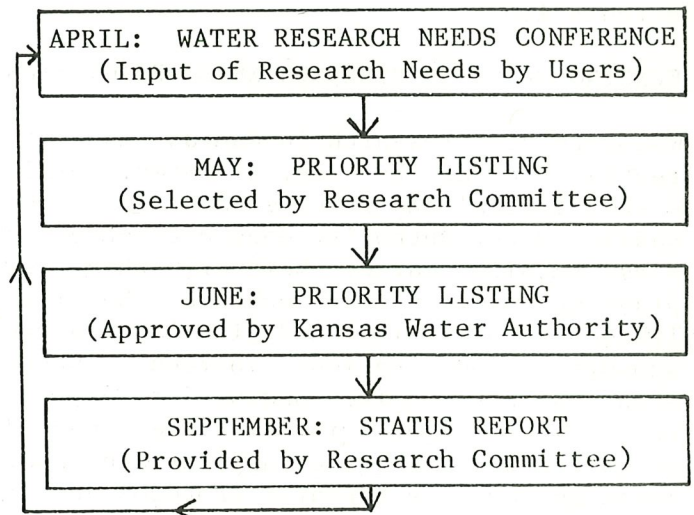 APRIL: WATER RESEARCH NEEDS CONFERENCE
(Input of Research Needs by Users)
MAY: PRIORITY LISTING
(Selected by Research Committee)
JUNE: PRIORITY LISTING
(Approved by Kansas Water Authority)
SEPTEMBER: STATUS REPORT
(Provided by Research Committee)